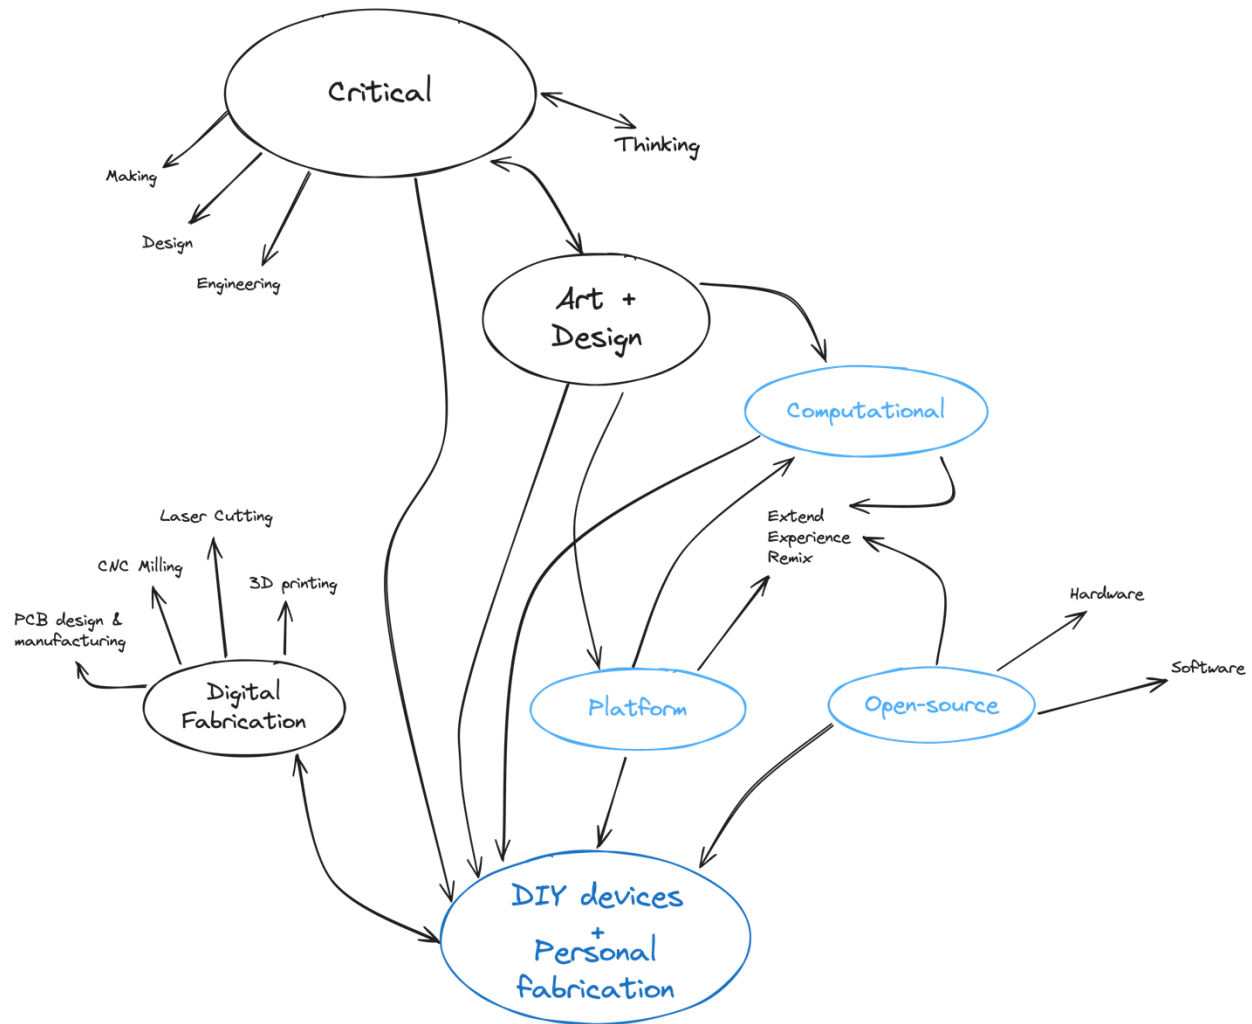 Critical
Thinking
Making
Design
Engineering
Art +
Design
Computational
Laser Cutting
Extend
Experience
Remix
CNC Milling
3D printing
Hardware
PCB design &
manufacturing
Software
Digital
Fabrication
Platform
Open-source
DIY devices
+
Personal
fabrication